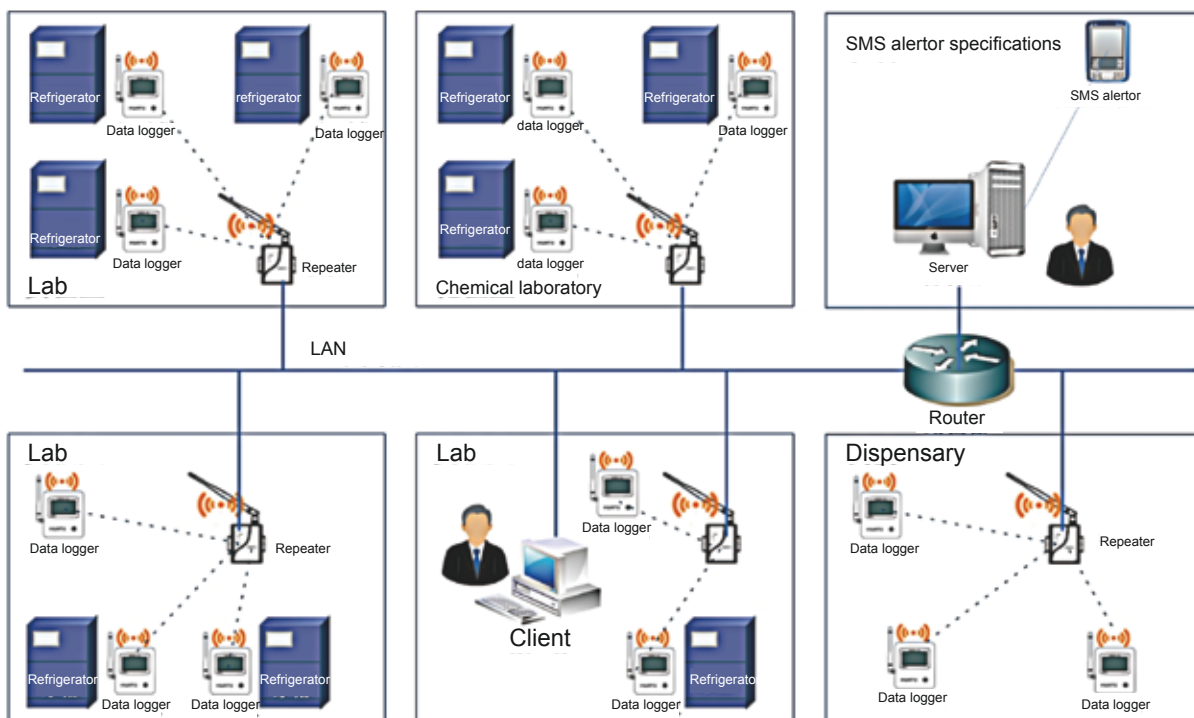 Refrigerator
Data logger
refrigerator
Data logger
Refrigerator
Data logger
Repeater
Lab
Refrigerator
data logger
Refrigerator
Data logger
Refrigerator
data logger
Chemical laboratory
SMS alertor specifications
SMS alertor
Server
LAN
Router
Lab
Data logger
Repeater
Refrigerator
Data logger
Data logger
Refrigerator
Lab
Data logger
Client
Data logger
Refrigerator
Dispensary
Data logger
Repeater
Data logger
Data logger